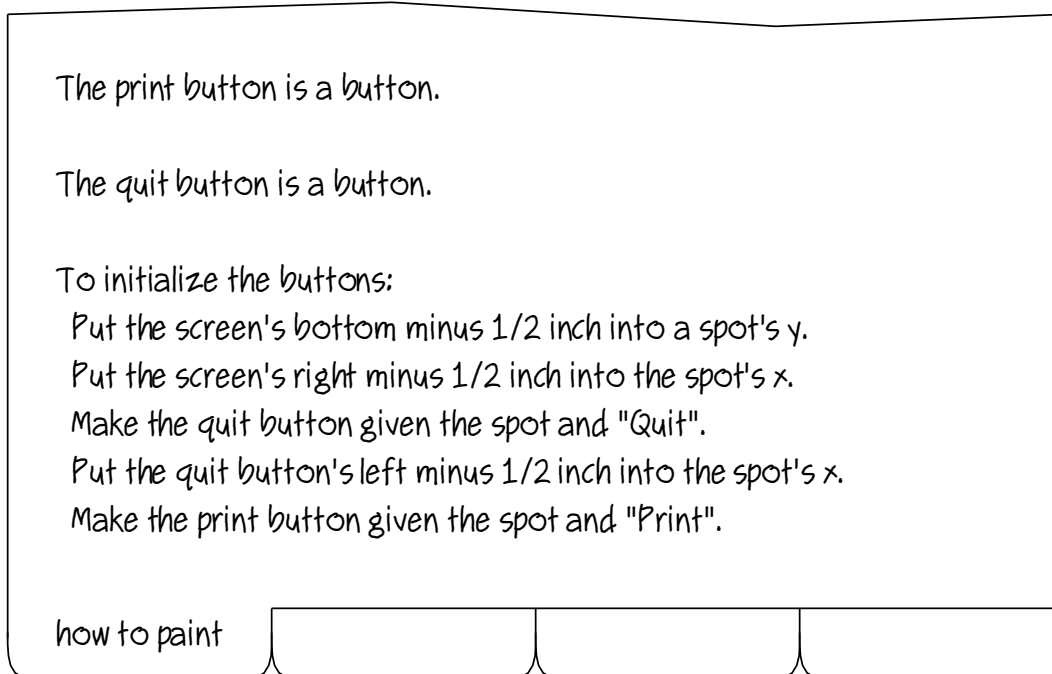 The print button is a button.
The quit button is a button.
To initialize the buttons:
Put the screen's bottom minus 1/2 inch into a spot's y.
Put the screen's right minus 1/2 inch into the spot's x.
Make the quit button given the spot and "Quit".
Put the quit button's left minus 1/2 inch into the spot's x.
Make the print button given the spot and "Print".
how to paint